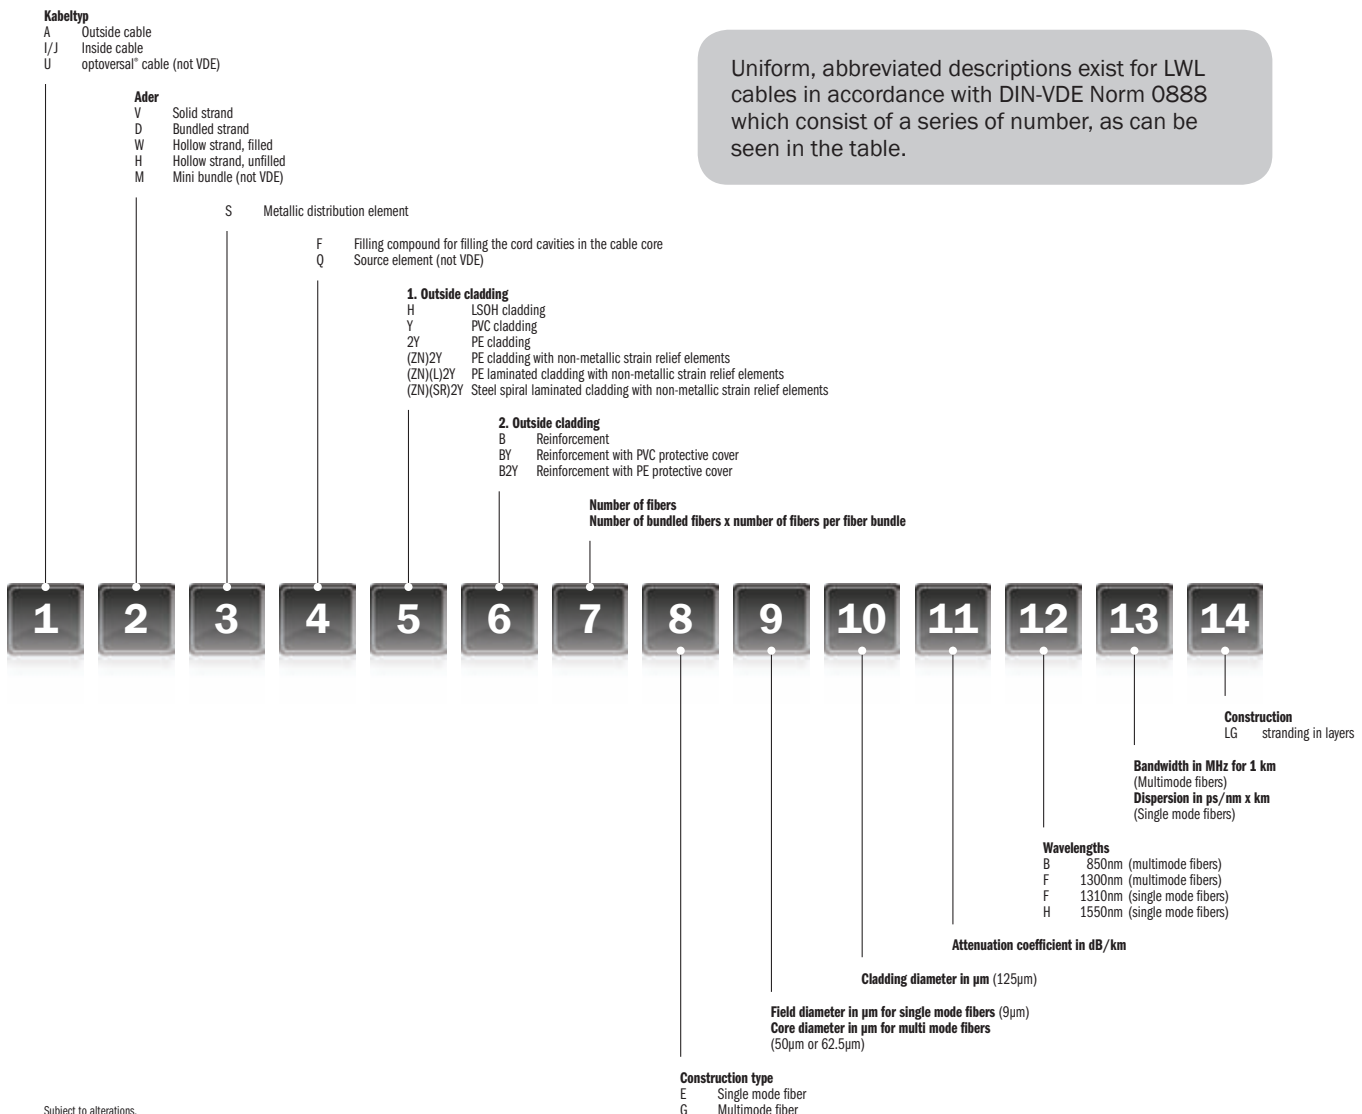 Kabeltyp
A Outside cable
I/J Inside cable
U optoversal® cable (not VDE)
Uniform, abbreviated descriptions exist for LWL
cables in accordance with DIN-VDE Norm 0888
which consist of a series of number, as can be
seen in the table.
Ader
V Solid strand
D Bundled strand
W Hollow strand, filled
H Hollow strand, unfilled
M Mini bundle (not VDE)
S Metallic distribution element
F Filling compound for filling the cord cavities in the cable core
Q Source element (not VDE)
1. Outside cladding
H LSOH cladding
Y PVC cladding
2Y PE cladding
(ZN)2Y PE cladding with non-metallic strain relief elements
(ZN)(L)2Y PE laminated cladding with non-metallic strain relief elements
(ZN)(SR)2Y Steel spiral laminated cladding with non-metallic strain relief elements
2. Outside cladding
B Reinforcement
BY Reinforcement with PVC protective cover
B2Y Reinforcement with PE protective cover
Number of fibers
Number of bundled fibers x number of fibers per fiber bundle
1 2 3 4 5 6 7 8 9 10 11 12 13 14
Construction
LG stranding in layers
Bandwidth in MHz for 1 km
(Multimode fibers)
Dispersion in ps/nm x km
(Single mode fibers)
Wavelengths
B 850nm (multimode fibers)
F 1300nm (multimode fibers)
F 1310nm (single mode fibers)
H 1550nm (single mode fibers)
Attenuation coefficient in dB/km
Cladding diameter in µm (125µm)
Field diameter in µm for single mode fibers (9µm)
Core diameter in µm for multi mode fibers
(50µm or 62.5µm)
Construction type
E Single mode fiber
G Multimode fiber
Subject to alterations.